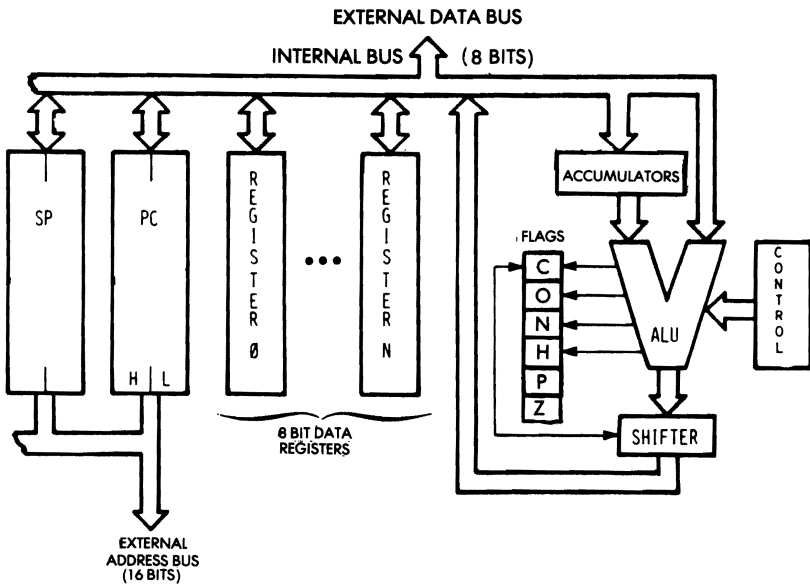 EXTERNAL DATA BUS
INTERNAL BUS (8 BITS)
SP
PC
H L
REGISTER Ø
REGISTER N
8 BIT DATA
REGISTERS
ACCUMULATORS
FLAGS
C
O
N
H
P
Z
ALU
CONTROL
SHIFTER
EXTERNAL
ADDRESS BUS
(16 BITS)